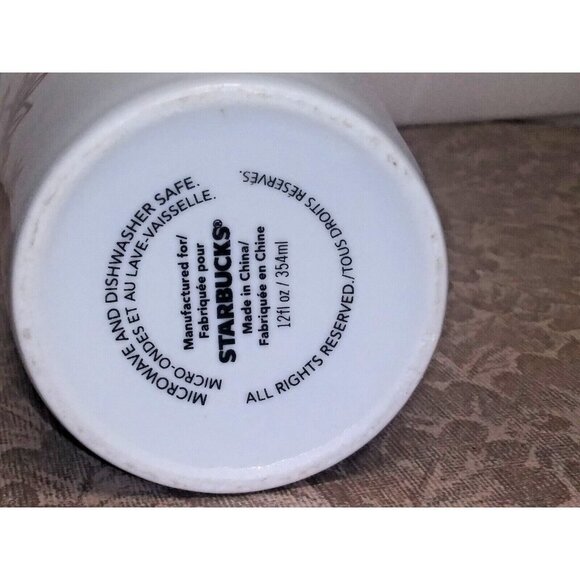 MICROWAVE AND DISHWASHER SAFE.
MICRO-ONDES ET AU LAVE-VAISSELLE.
Manufactured for/
Fabriquée pour
STARBUCKS®
Made in China/
Fabriquée en Chine
12fl oz / 354ml
ALL RIGHTS RESERVED./TOUS DROITS RÉSERVÉS.